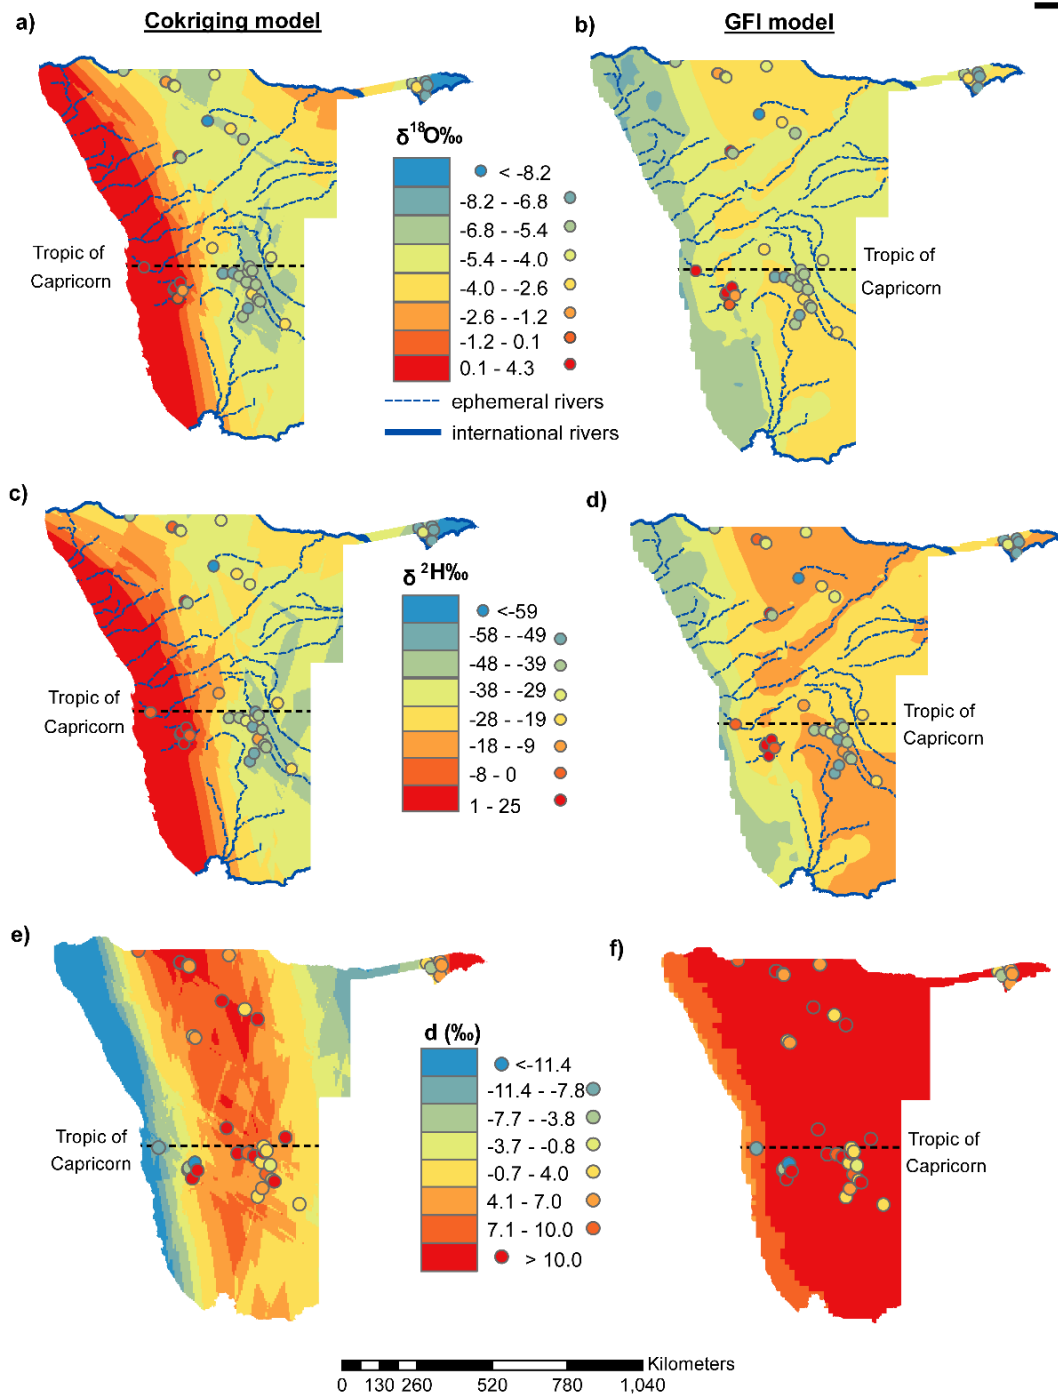 a)
Cokriging model
b)
GFI model
δ18O‰
< -8.2
-8.2 - -6.8
-6.8 - -5.4
-5.4 - -4.0
-4.0 - -2.6
-2.6 - -1.2
-1.2 - 0.1
0.1 - 4.3
ephemeral rivers
international rivers
Tropic of
Capricorn
Tropic of
Capricorn
c)
d)
δ 2H‰
<-59
-58 - -49
-48 - -39
-38 - -29
-28 - -19
-18 - -9
-8 - 0
1 - 25
Tropic of
Capricorn
Tropic of
Capricorn
e)
f)
d (‰)
<-11.4
-11.4 - -7.8
-7.7 - -3.8
-3.7 - -0.8
-0.7 - 4.0
4.1 - 7.0
7.1 - 10.0
> 10.0
Tropic of
Capricorn
Tropic of
Capricorn
Kilometers
0 130 260 520 780 1,040